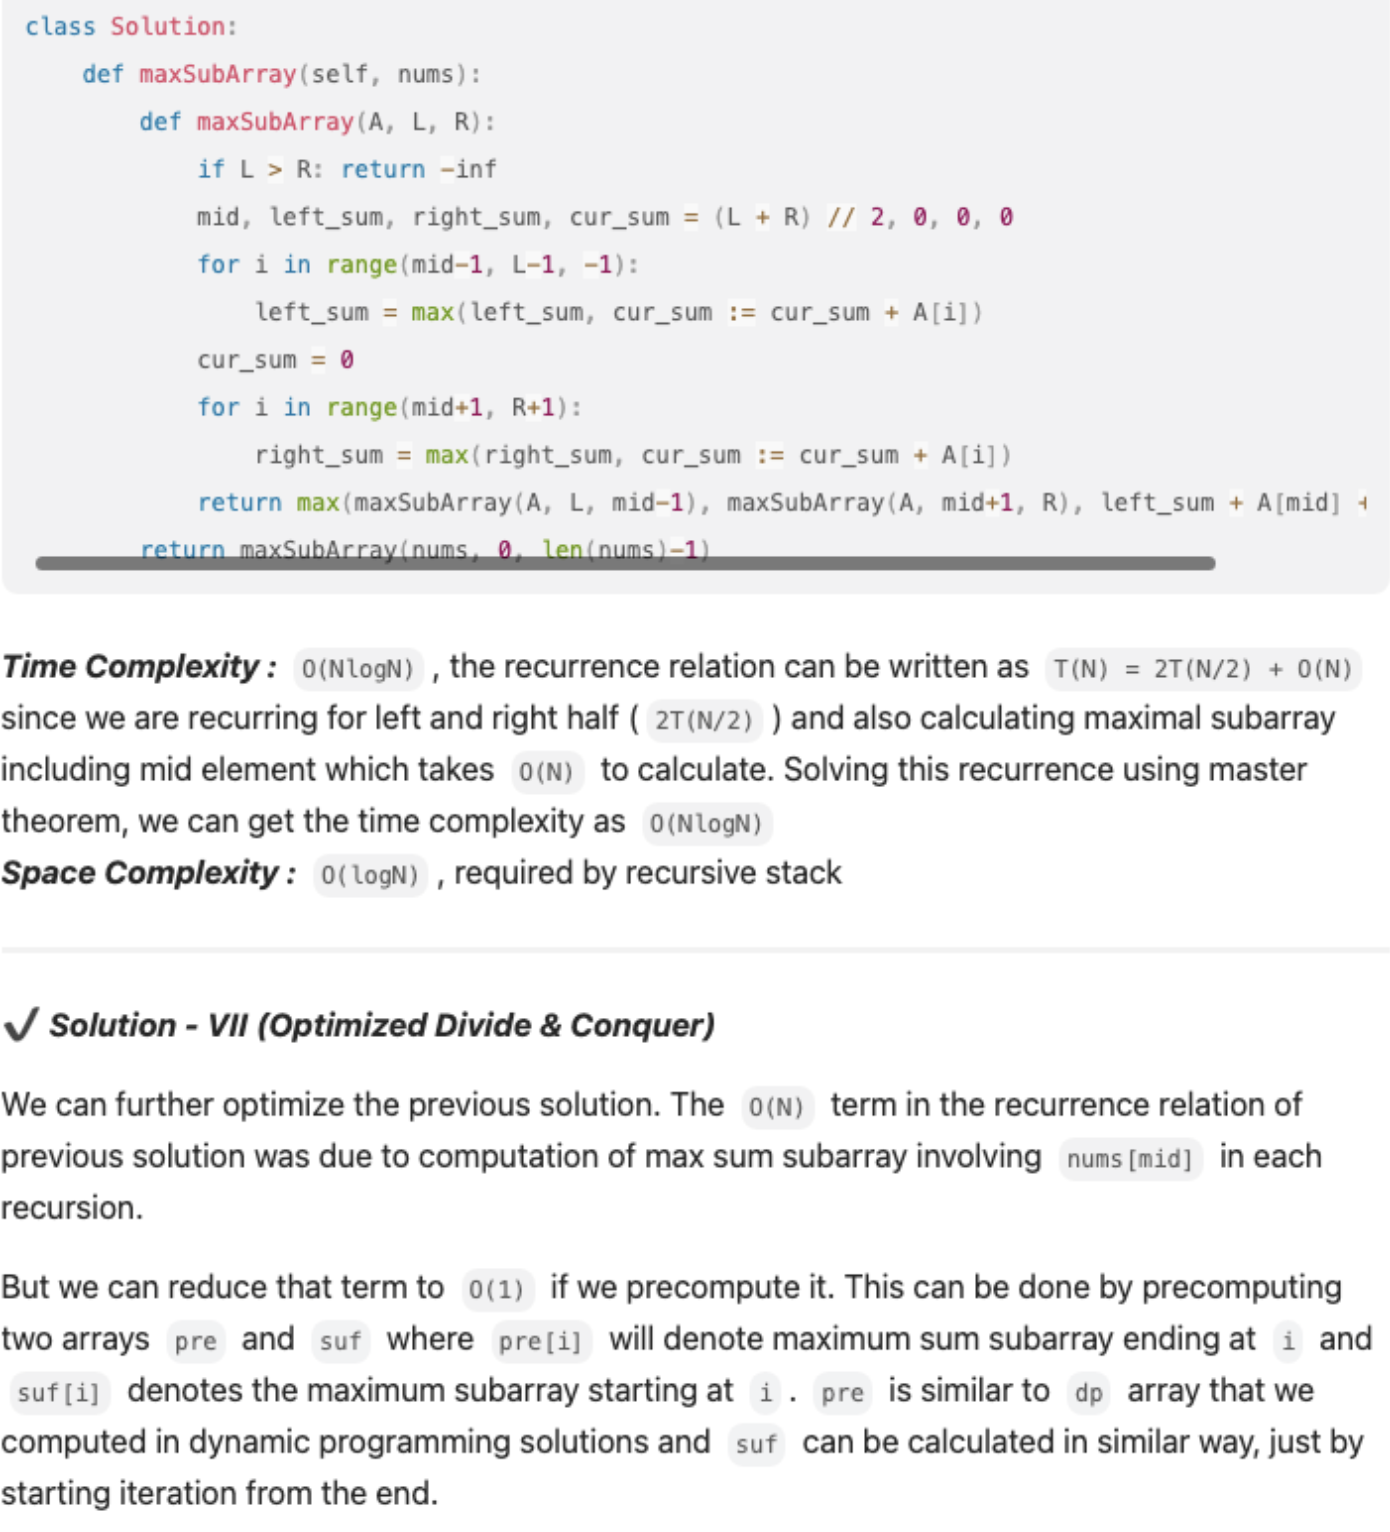 class Solution:
    def maxSubArray(self, nums):
        def maxSubArray(A, L, R):
            if L > R: return -inf
            mid, left_sum, right_sum, cur_sum = (L + R) // 2, 0, 0, 0
            for i in range(mid-1, L-1, -1):
                left_sum = max(left_sum, cur_sum := cur_sum + A[i])
            cur_sum = 0
            for i in range(mid+1, R+1):
                right_sum = max(right_sum, cur_sum := cur_sum + A[i])
            return max(maxSubArray(A, L, mid-1), maxSubArray(A, mid+1, R), left_sum + A[mid] +
        return maxSubArray(nums, 0, len(nums)-1)
Time Complexity : O(NlogN) , the recurrence relation can be written as T(N) = 2T(N/2) + O(N)
since we are recurring for left and right half ( 2T(N/2) ) and also calculating maximal subarray
including mid element which takes O(N) to calculate. Solving this recurrence using master
theorem, we can get the time complexity as O(NlogN)
Space Complexity : O(logN) , required by recursive stack
✔ Solution - VII (Optimized Divide & Conquer)
We can further optimize the previous solution. The O(N) term in the recurrence relation of
previous solution was due to computation of max sum subarray involving nums[mid] in each
recursion.
But we can reduce that term to O(1) if we precompute it. This can be done by precomputing
two arrays pre and suf where pre[i] will denote maximum sum subarray ending at i and
suf[i] denotes the maximum subarray starting at i . pre is similar to dp array that we
computed in dynamic programming solutions and suf can be calculated in similar way, just by
starting iteration from the end.